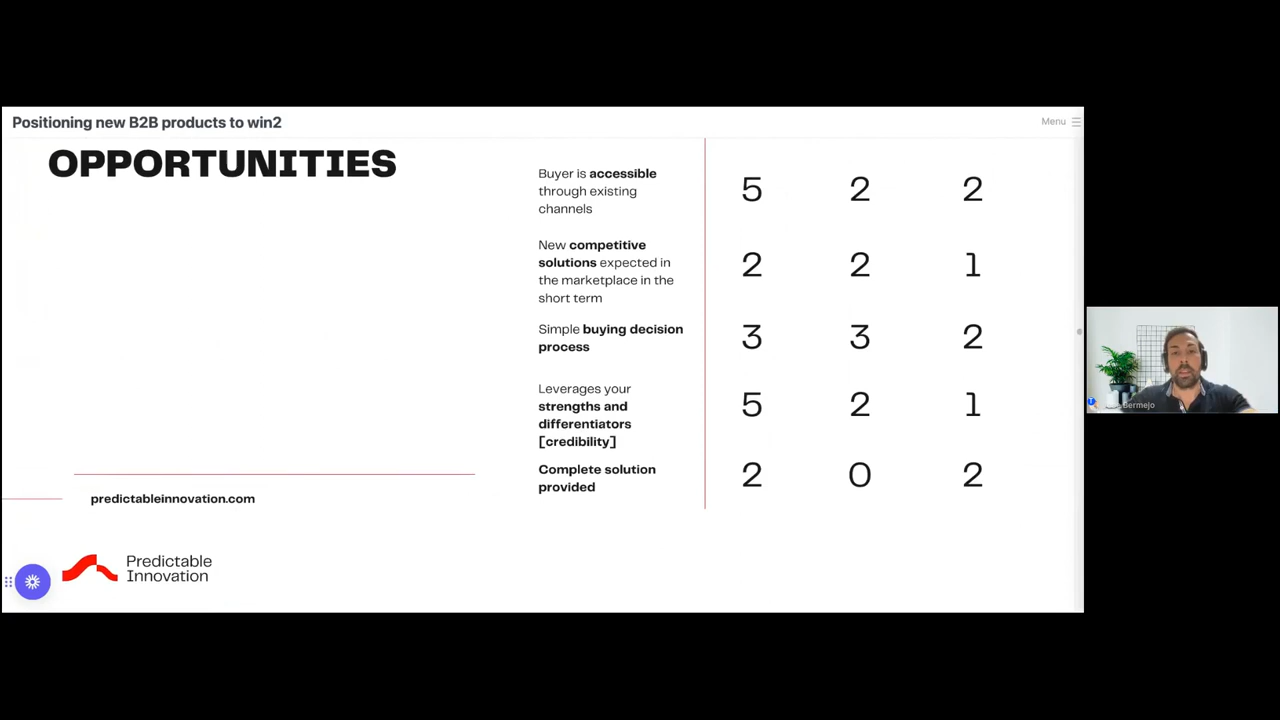 Positioning new B2B products to win2
Menu
OPPORTUNITIES
Buyer is accessible
through existing
channels
5 2 2
New competitive
solutions expected in
the marketplace in the
short term
2 2 1
Simple buying decision
process
3 3 2
Leverages your
strengths and
differentiators
[credibility]
5 2 1
Complete solution
provided
2 0 2
predictableinnovation.com
Predictable
Innovation
Bermejo